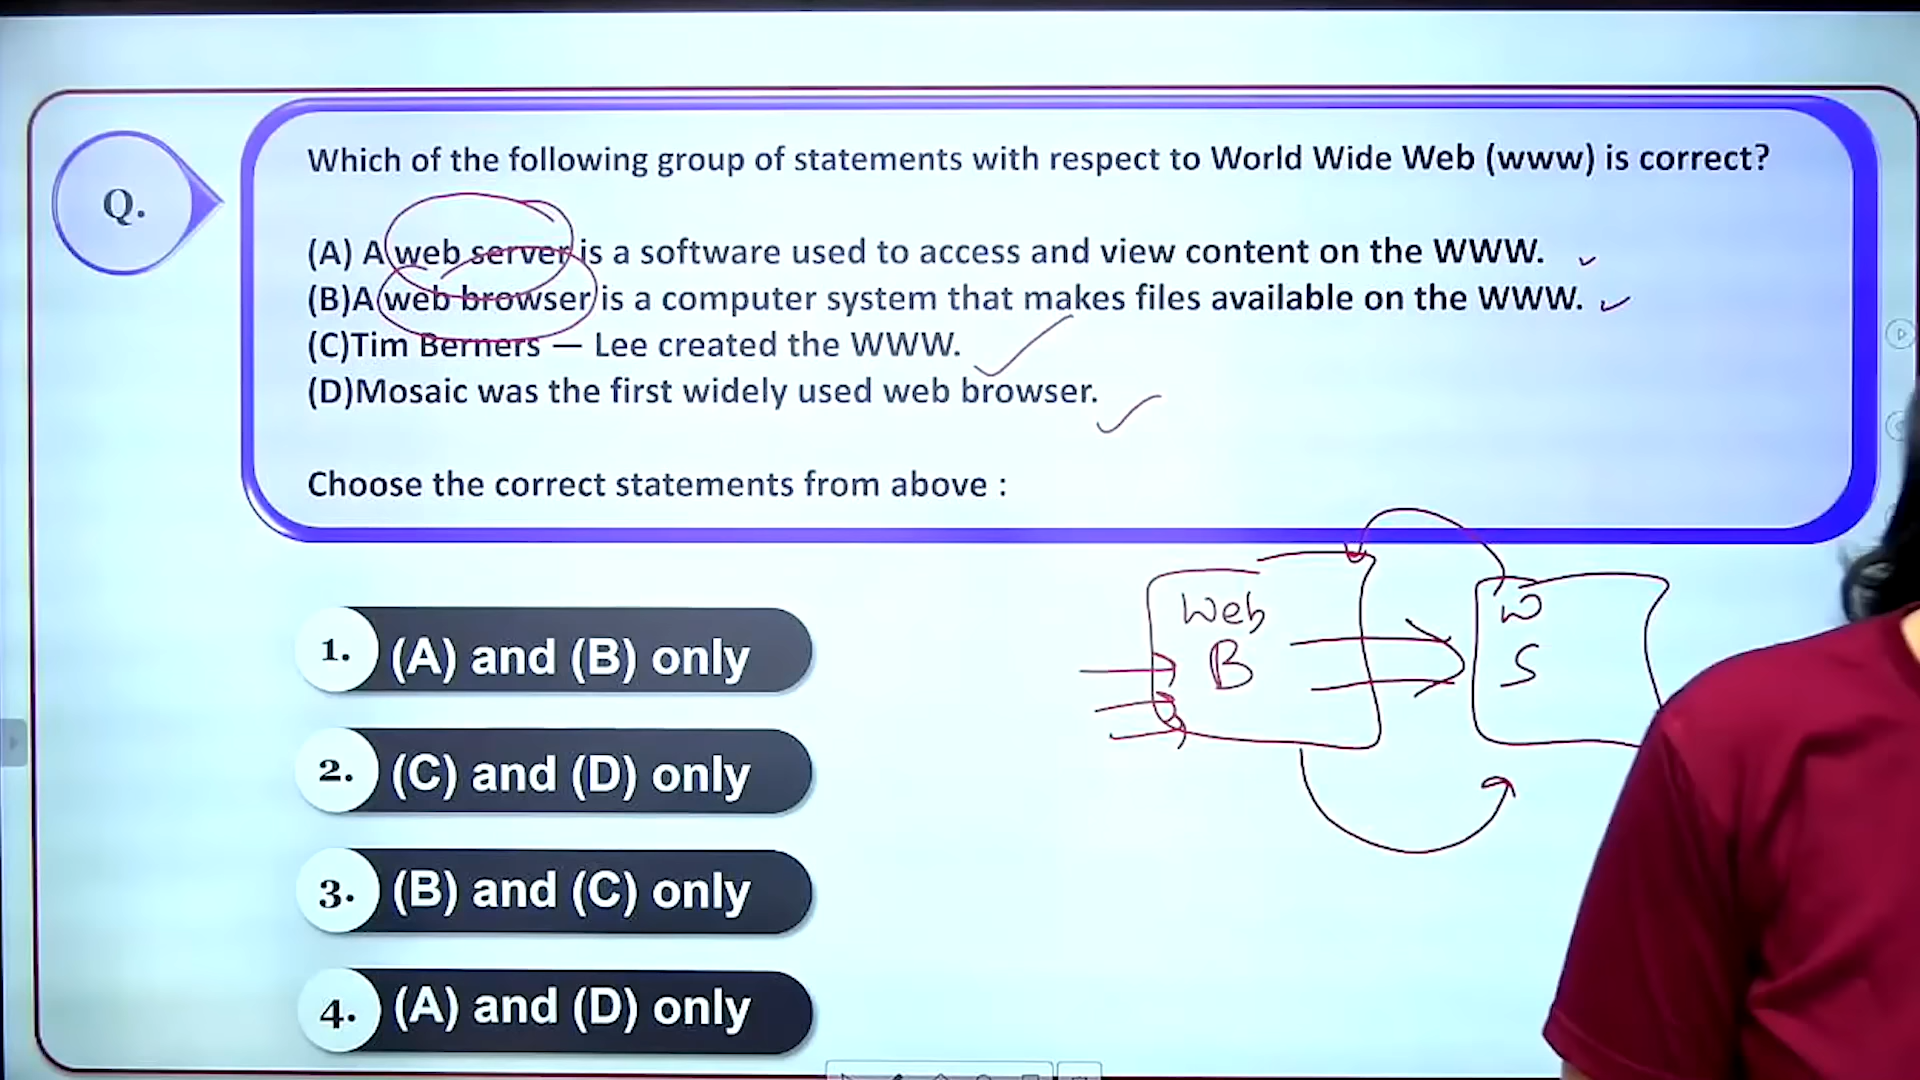 Q.
Which of the following group of statements with respect to World Wide Web (www) is correct?
(A) A web server is a software used to access and view content on the WWW.
(B)A web browser is a computer system that makes files available on the WWW.
(C)Tim Berners — Lee created the WWW.
(D)Mosaic was the first widely used web browser.
Choose the correct statements from above :
Web
B
W
S
1. (A) and (B) only
2. (C) and (D) only
3. (B) and (C) only
4. (A) and (D) only